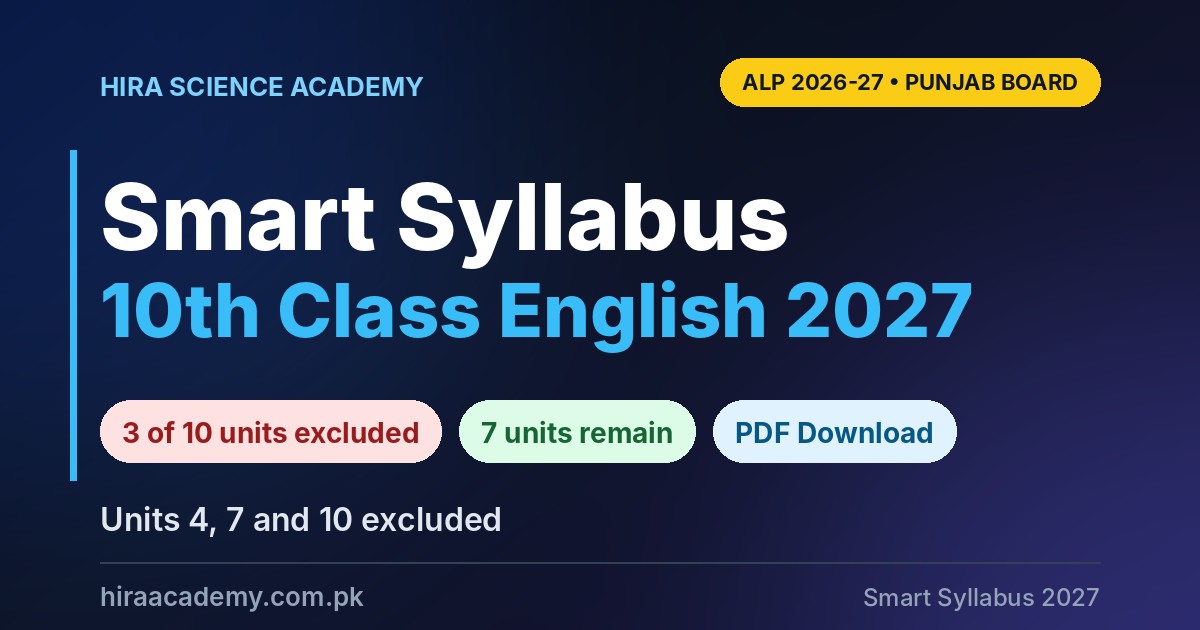 HIRA SCIENCE ACADEMY
ALP 2026-27 • PUNJAB BOARD
Smart Syllabus
10th Class English 2027
3 of 10 units excluded
7 units remain
PDF Download
Units 4, 7 and 10 excluded
hiraacademy.com.pk
Smart Syllabus 2027